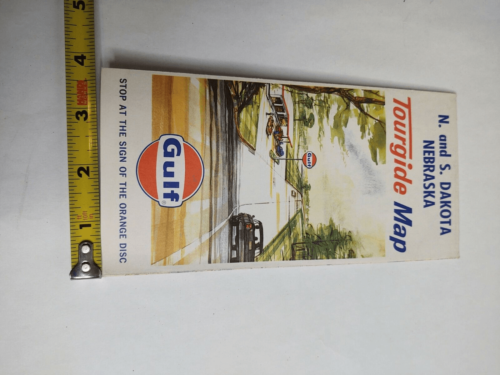 N. and S. DAKOTA
NEBRASKA
Tourgide Map
Gulf
Gulf
STOP AT THE SIGN OF THE ORANGE DISC
1
2
3
4
5